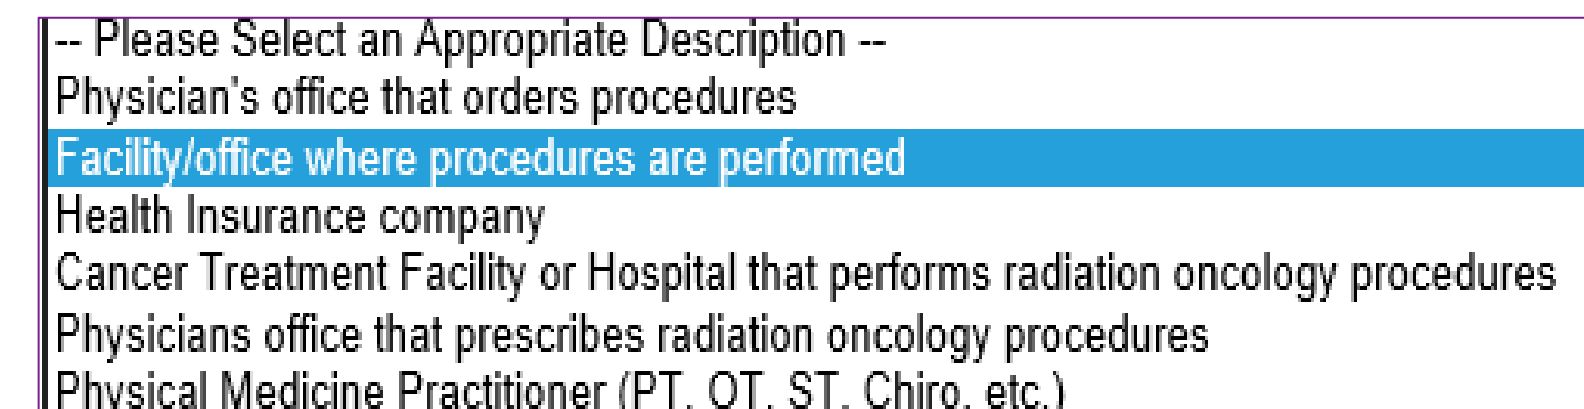 -- Please Select an Appropriate Description --
Physician's office that orders procedures
Facility/office where procedures are performed
Health Insurance company
Cancer Treatment Facility or Hospital that performs radiation oncology procedures
Physicians office that prescribes radiation oncology procedures
Physical Medicine Practitioner (PT, OT, ST, Chiro, etc.)